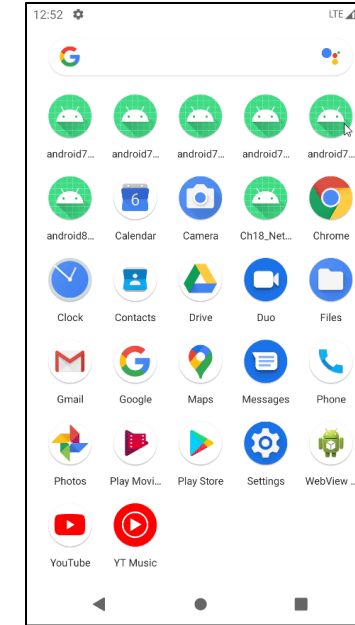 12:52 LTE
android7... android7... android7... android7... android7...
android8... Calendar Camera Ch18_Net... Chrome
6
Clock Contacts Drive Duo Files
Gmail Google Maps Messages Phone
Photos Play Movi... Play Store Settings WebView ..
YouTube YT Music